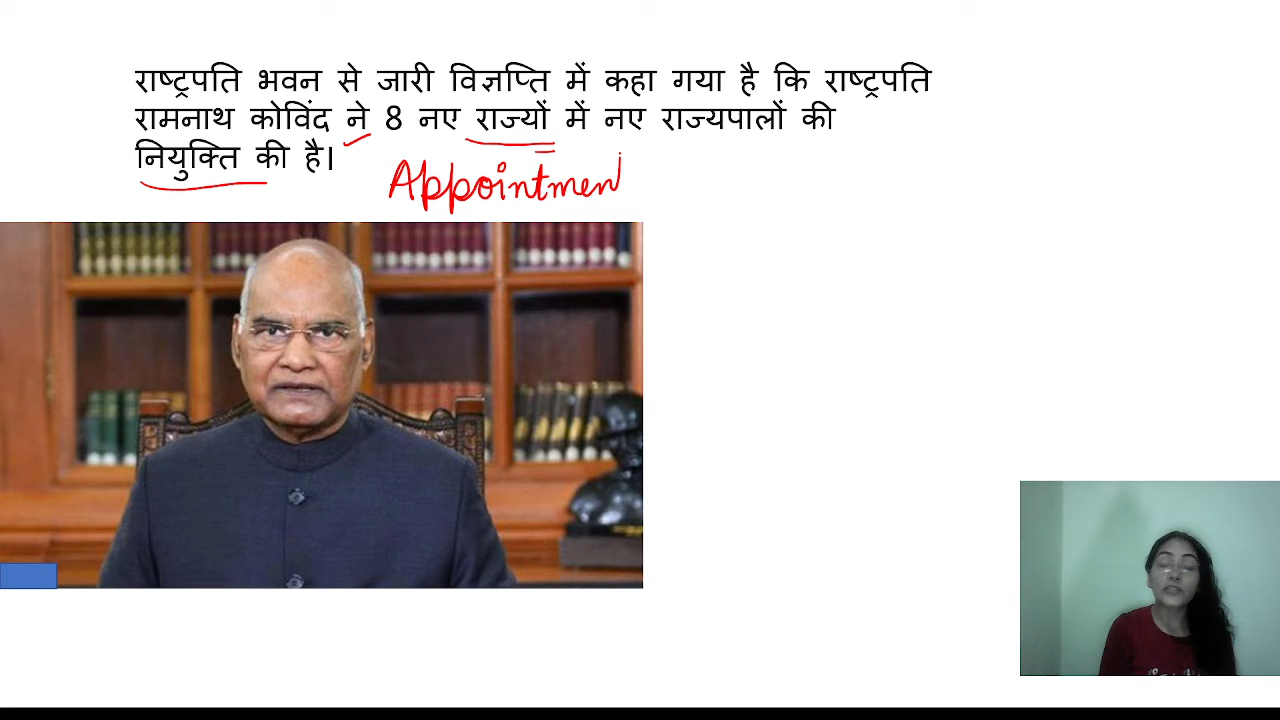 राष्ट्रपति भवन से जारी विज्ञप्ति में कहा गया है कि राष्ट्रपति
रामनाथ कोविंद ने 8 नए राज्यों में नए राज्यपालों की
नियुक्ति की है।
Appointmen